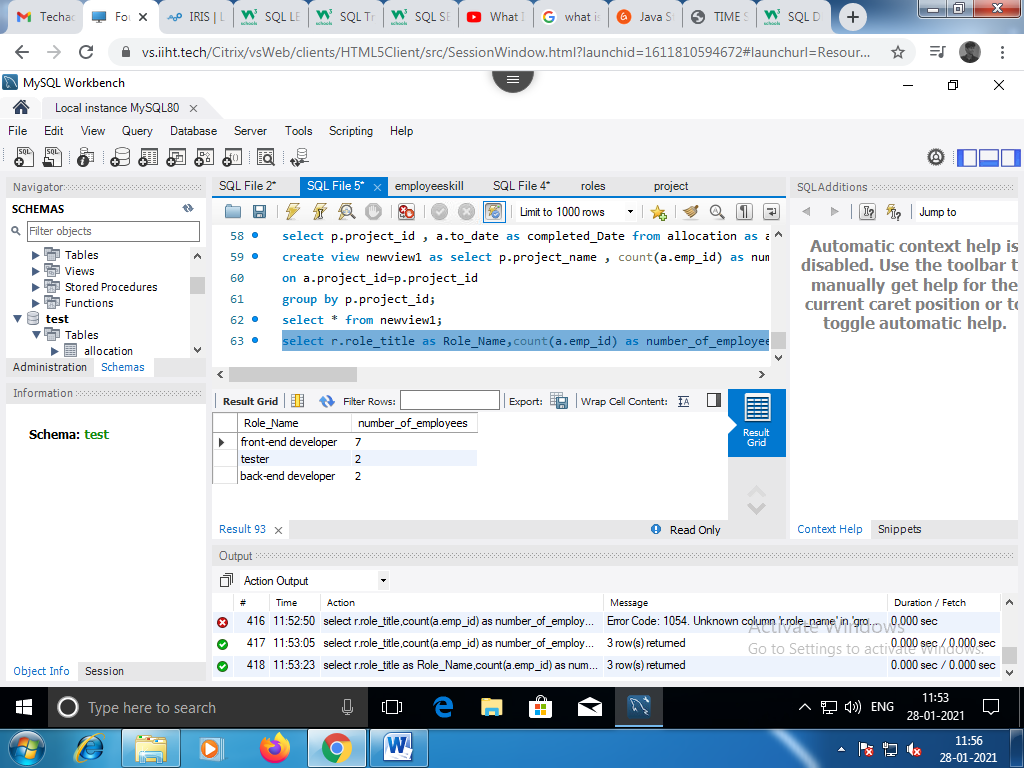 Techac
Fou
IRIS | L
SQL LE
SQL Tr
SQL SE
What I
what is
Java S
TIME S
SQL D
vs.iiht.tech/Citrix/vsWeb/clients/HTML5Client/src/SessionWindow.html?launchid=1611810594672#launchurl=Resour...
MySQL Workbench
Local instance MySQL80
File Edit View Query Database Server Tools Scripting Help
Navigator
SCHEMAS
Filter objects
Tables
Views
Stored Procedures
Functions
test
Tables
allocation
Administration Schemas
Information
Schema: test
Object Info Session
SQL File 2* SQL File 5* employeeskill SQL File 4* roles project
Limit to 1000 rows
58 select p.project_id , a.to_date as completed_Date from allocation as a
59 create view newview1 as select p.project_name , count(a.emp_id) as num
60 on a.project_id=p.project_id
61 group by p.project_id;
62 select * from newview1;
63 select r.role_title as Role_Name,count(a.emp_id) as number_of_employee
Result Grid Filter Rows: Export: Wrap Cell Content:
Role_Name number_of_employees
front-end developer 7
tester 2
back-end developer 2
Result Grid
Result 93 Read Only
SQLAdditions
Jump to
Automatic context help is
disabled. Use the toolbar t
manually get help for the
current caret position or to
toggle automatic help.
Context Help Snippets
Output
Action Output
# Time Action Message Duration / Fetch
416 11:52:50 select r.role_title,count(a.emp_id) as number_of_employ... Error Code: 1054. Unknown column 'r.role_name' in 'gro... 0.000 sec
417 11:53:05 select r.role_title,count(a.emp_id) as number_of_employ... 3 row(s) returned 0.000 sec / 0.000 sec
418 11:53:23 select r.role_title as Role_Name,count(a.emp_id) as num... 3 row(s) returned 0.000 sec / 0.000 sec
Activate Windows
Go to Settings to activate Windows.
Type here to search
ENG
11:53
28-01-2021
11:56
28-01-2021